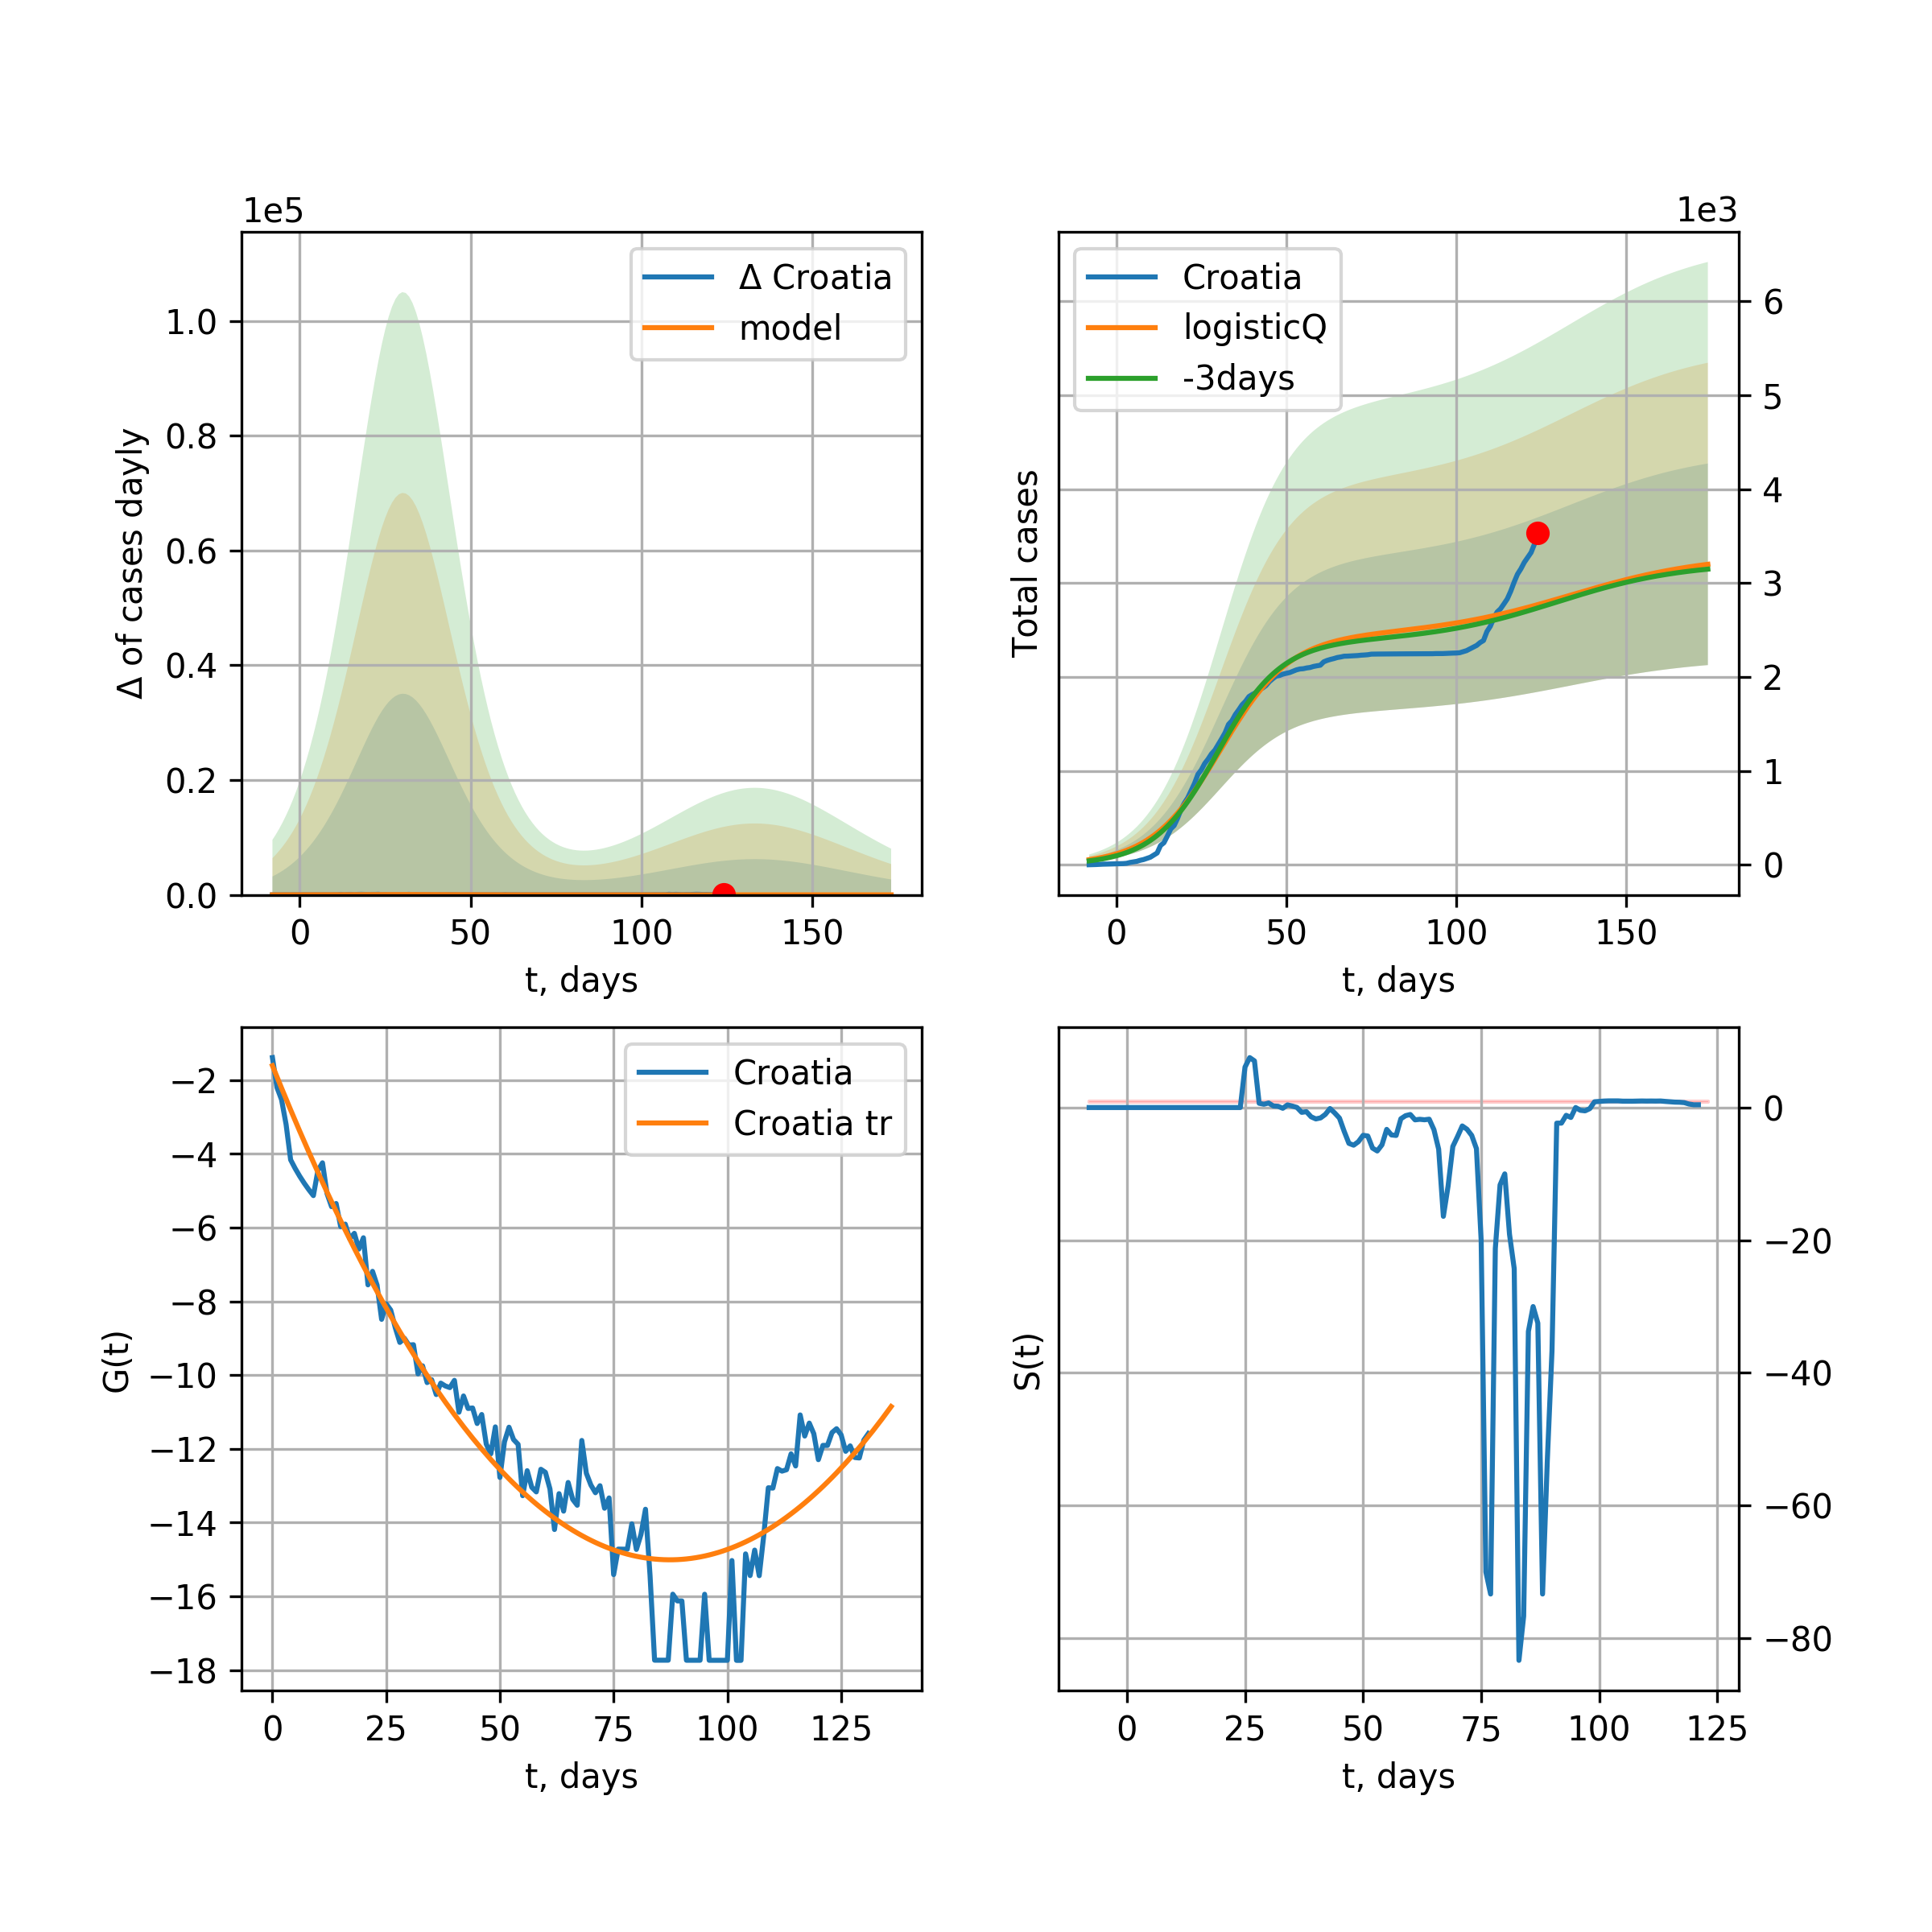 1e5
Δ of cases dayly
1.0
0.8
0.6
0.4
0.2
0.0
Δ Croatia
model
0 50 100 150
t, days
1e3
Total cases
Croatia
logisticQ
-3days
6
5
4
3
2
1
0
0 50 100 150
t, days
G(t)
−2
−4
−6
−8
−10
−12
−14
−16
−18
Croatia
Croatia tr
0 25 50 75 100 125
t, days
S(t)
0
−20
−40
−60
−80
0 25 50 75 100 125
t, days